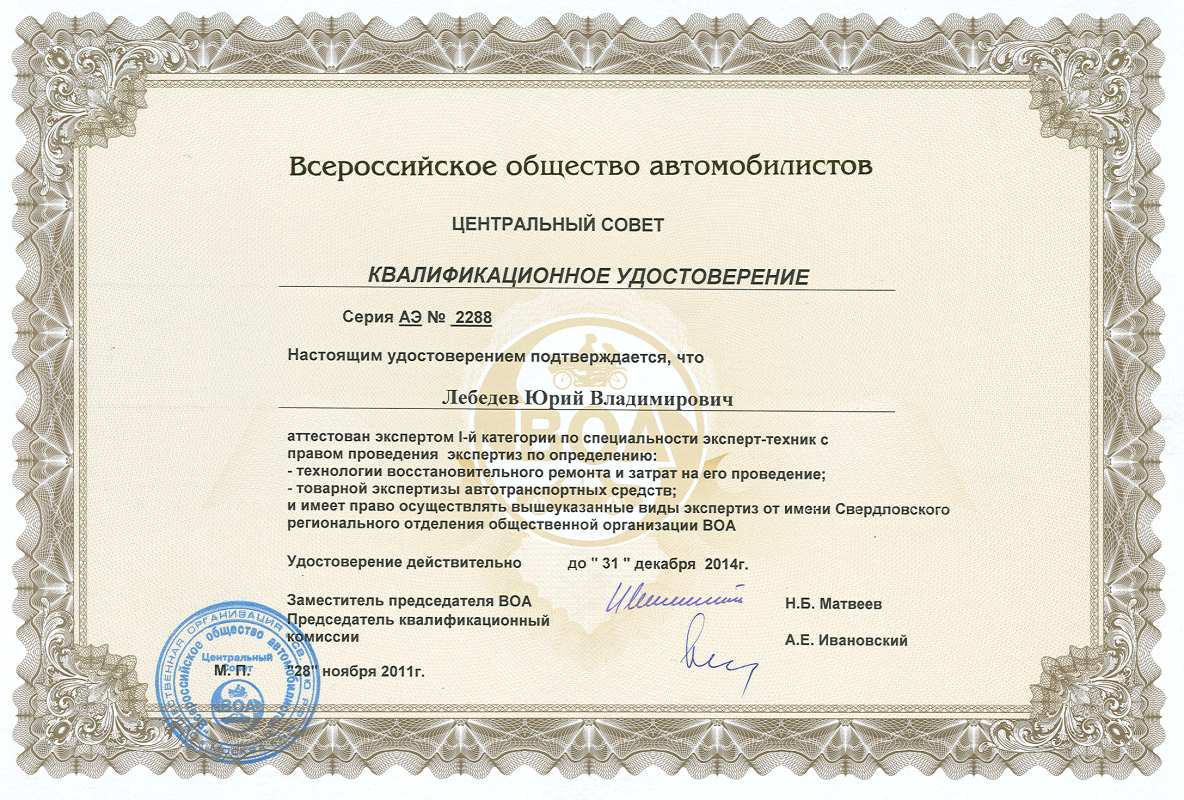 Всероссийское общество автомобилистов
ЦЕНТРАЛЬНЫЙ СОВЕТ
КВАЛИФИКАЦИОННОЕ УДОСТОВЕРЕНИЕ
Серия АЭ № 2288
Настоящим удостоверением подтверждается, что
Лебедев Юрий Владимирович
ВОА
аттестован экспертом I-й категории по специальности эксперт-техник с
правом проведения экспертиз по определению:
- технологии восстановительного ремонта и затрат на его проведение;
- товарной экспертизы автотранспортных средств;
и имеет право осуществлять вышеуказанные виды экспертиз от имени Свердловского
регионального отделения общественной организации ВОА
Удостоверение действительно до " 31 " декабря 2014г.
Заместитель председателя ВОА Н.Б. Матвеев
Председатель квалификационный
комиссии А.Е. Ивановский
М. П. "28" ноября 2011г.
Всероссийское общество автомобилистов
Центральный
Совет
ВОА